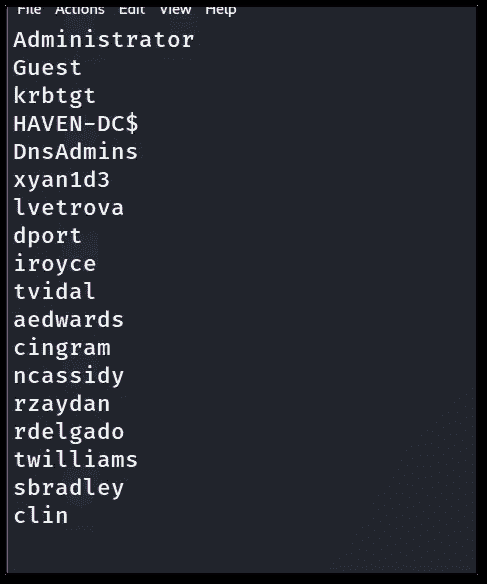 File Actions Edit View Help
Administrator
Guest
krbtgt
HAVEN-DC$
DnsAdmins
xyan1d3
lvetrova
dport
iroyce
tvidal
aedwards
cingram
ncassidy
rzaydan
rdelgado
twilliams
sbradley
clin